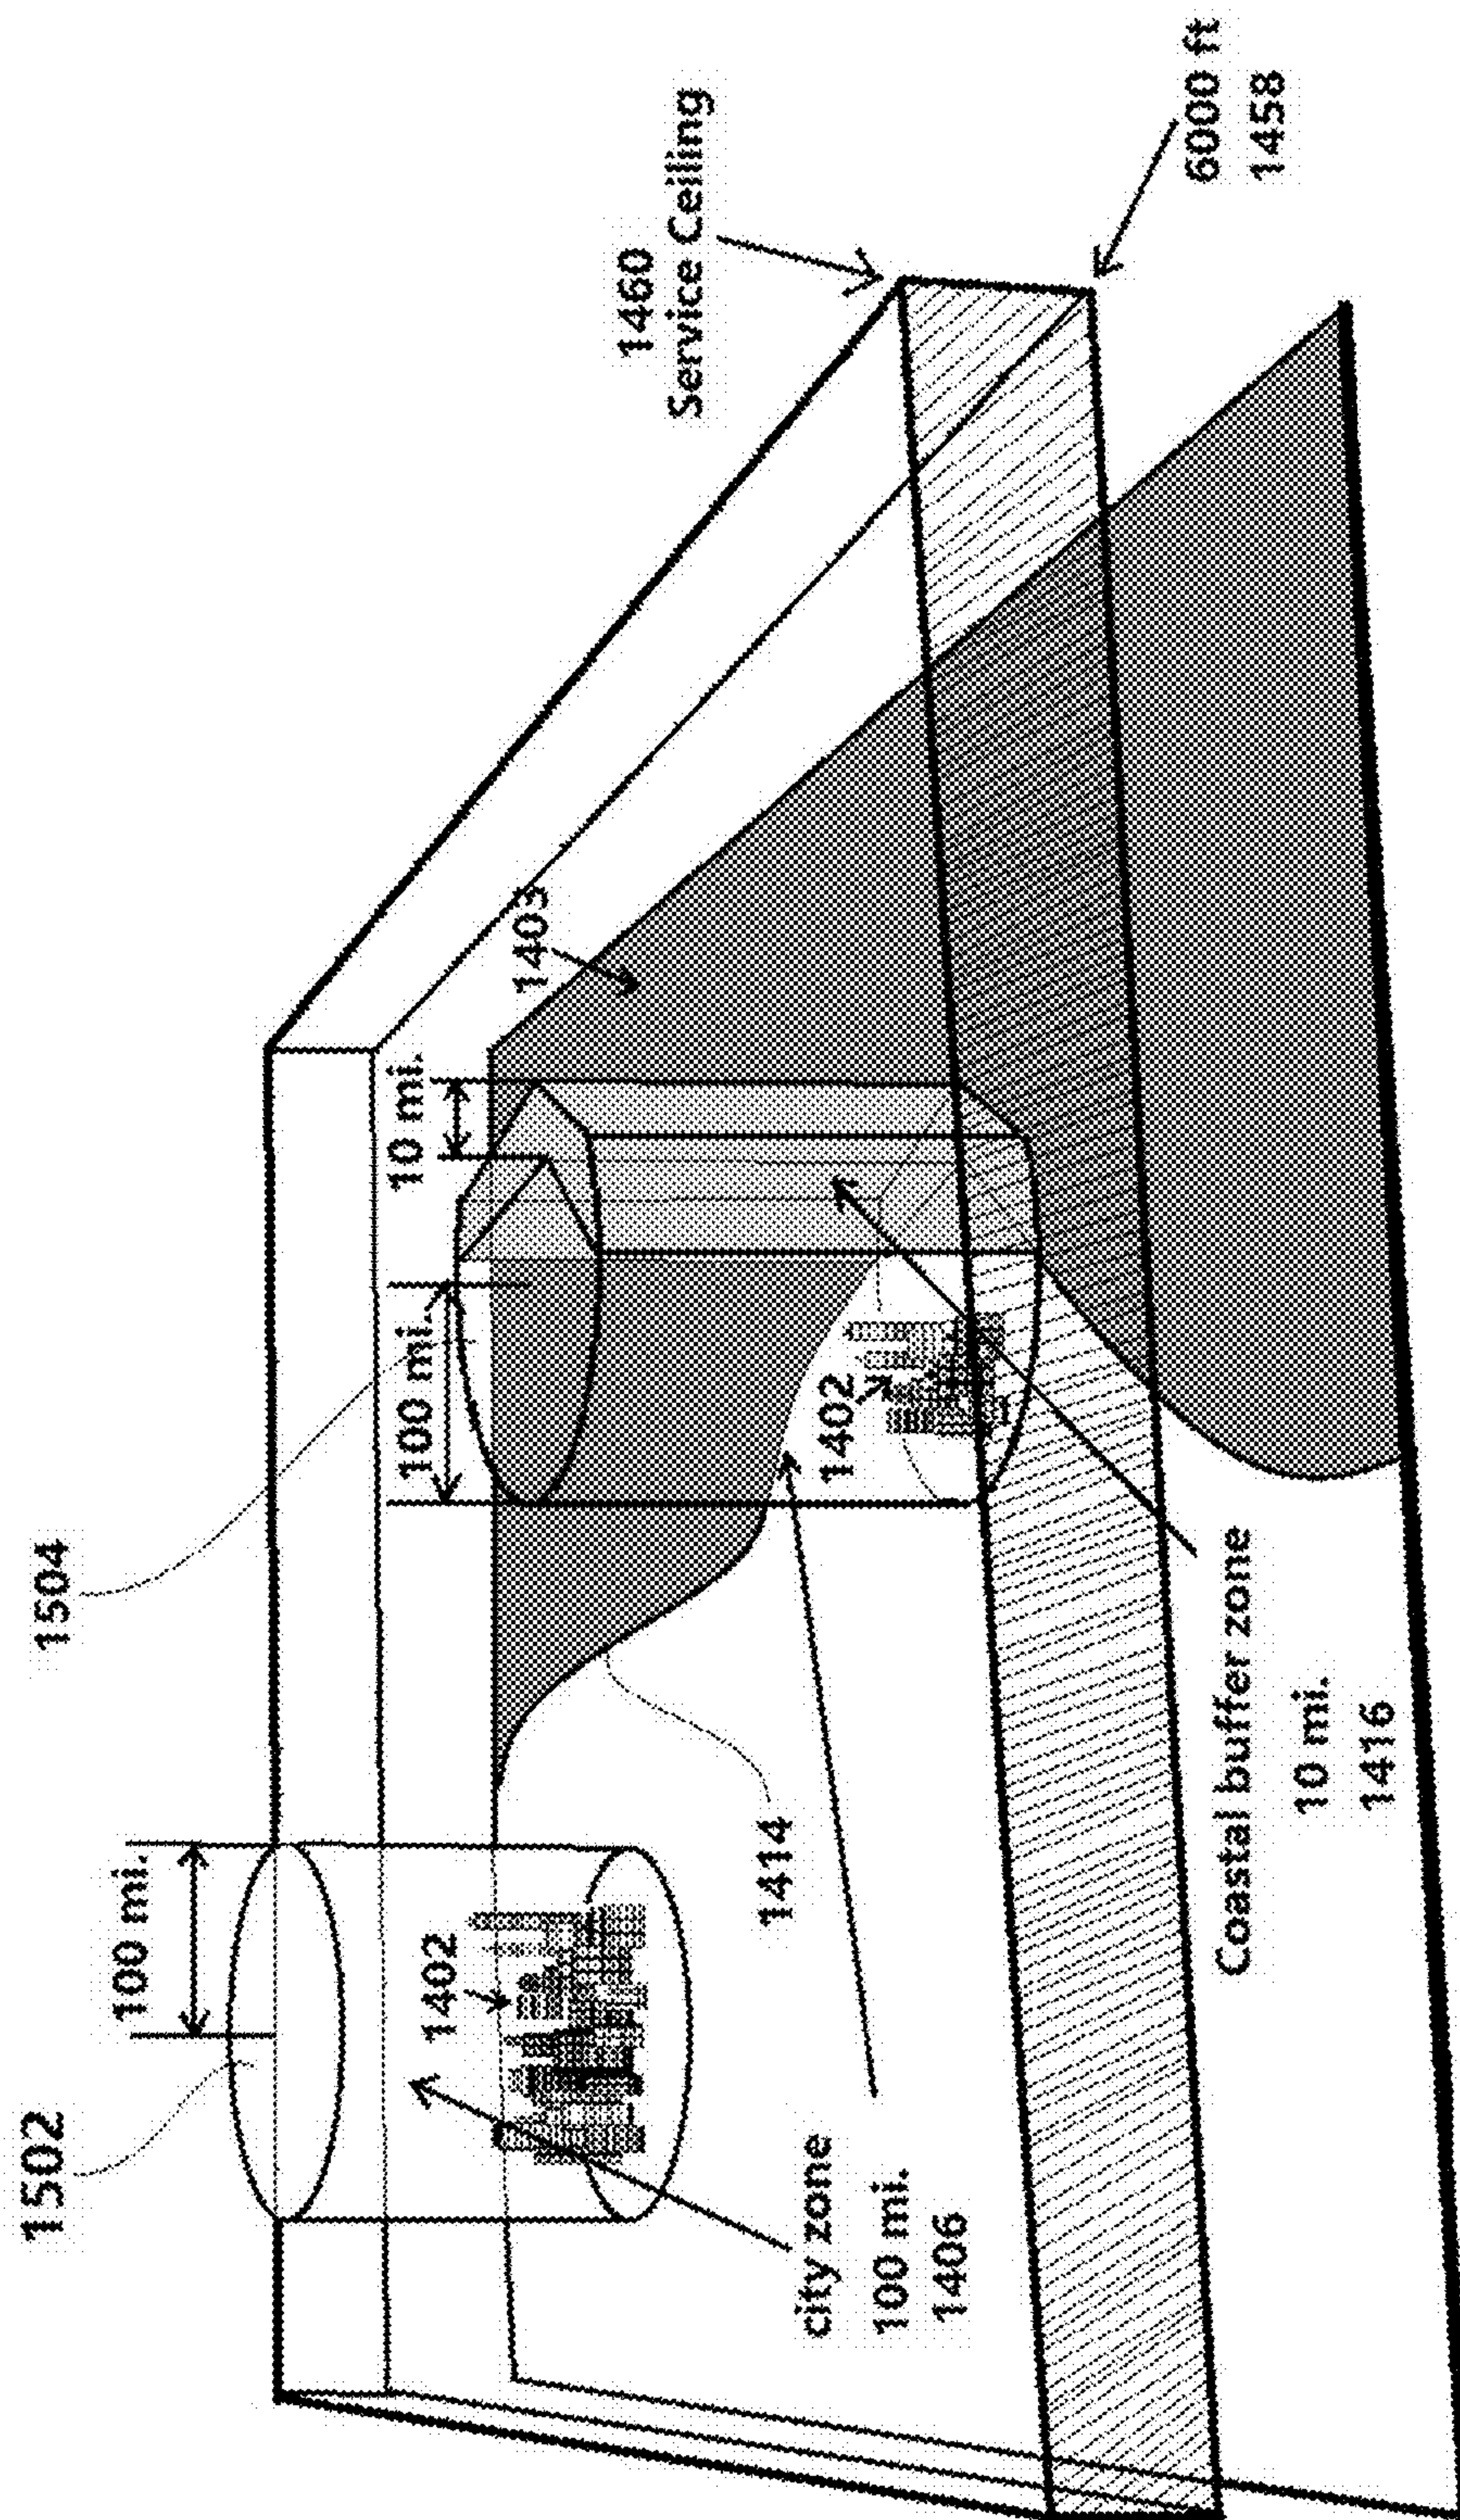 1502
100 mi.
1504
1402
100 mi.
10 mi.
1403
1460
Service Ceiling
6000 ft
1458
1414
1402
city zone
100 mi.
1406
Coastal buffer zone
10 mi.
1416